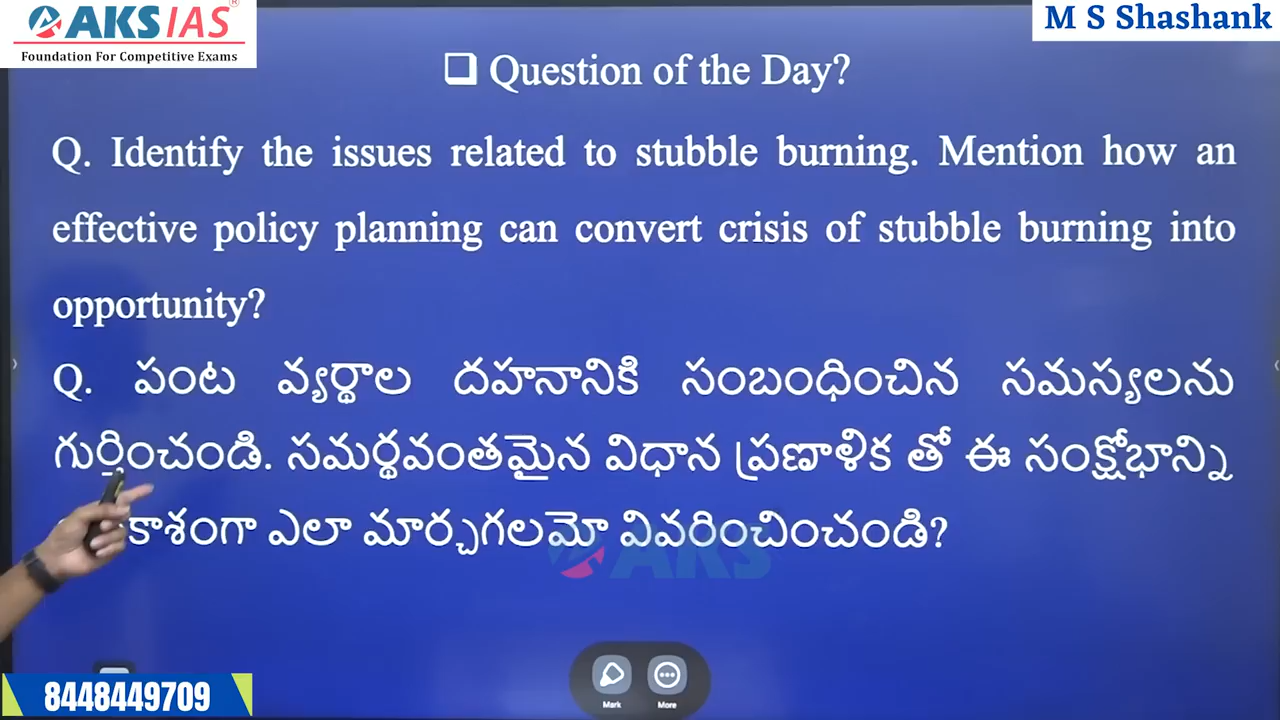 AKS IAS®
Foundation For Competitive Exams
M S Shashank
❑ Question of the Day?
Q. Identify the issues related to stubble burning. Mention how an
effective policy planning can convert crisis of stubble burning into
opportunity?
Q. పంట వ్యర్థాల దహనానికి సంబంధించిన సమస్యలను
గుర్తించండి. సమర్థవంతమైన విధాన ప్రణాళిక తో ఈ సంక్షోభాన్ని
కాశంగా ఎలా మార్చగలమో వివరించించండి?
AKS
Mark More
8448449709